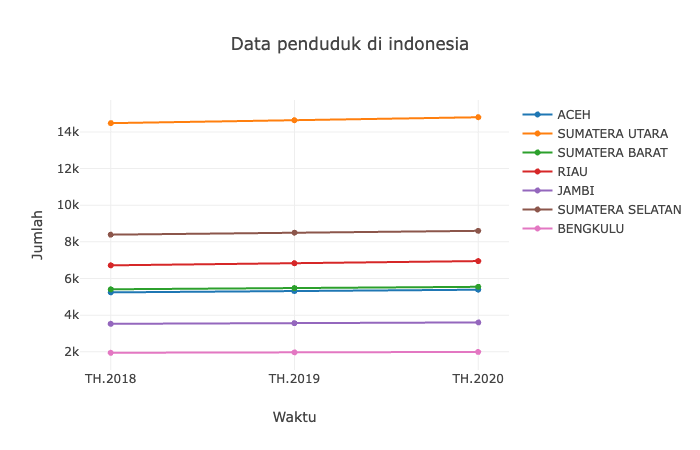 Data penduduk di indonesia
Jumlah
14k
12k
10k
8k
6k
4k
2k
TH.2018
TH.2019
TH.2020
Waktu
ACEH
SUMATERA UTARA
SUMATERA BARAT
RIAU
JAMBI
SUMATERA SELATAN
BENGKULU